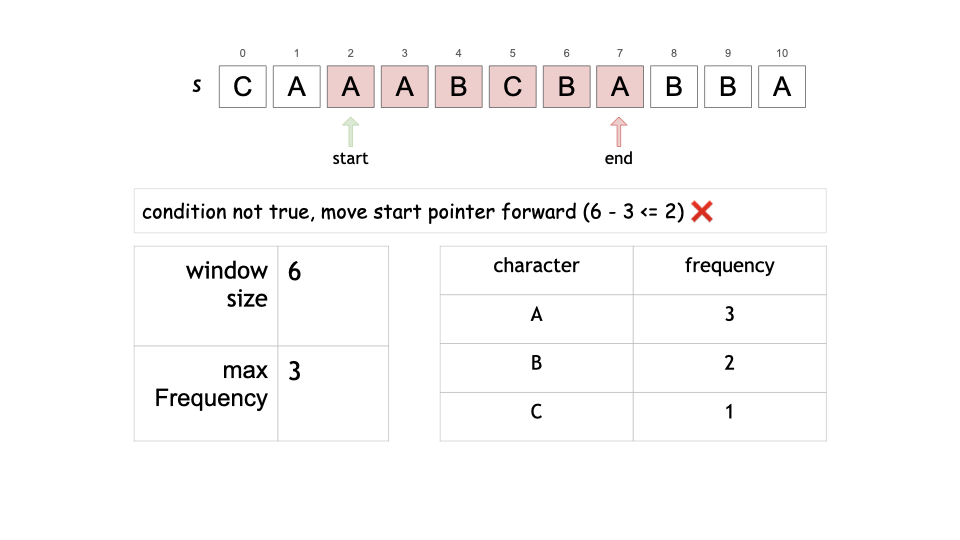 0 1 2 3 4 5 6 7 8 9 10
s C A A A B C B A B B A
start end
condition not true, move start pointer forward (6 - 3 <= 2) ❌
window size 6
max Frequency 3
character frequency
A 3
B 2
C 1